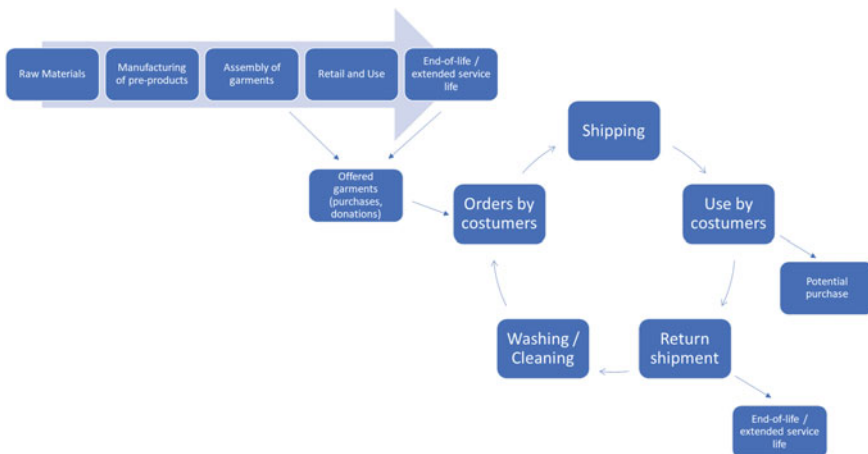 Raw Materials
Manufacturing
of pre-products
Assembly of
garments
Retail and Use
End-of-life /
extended service
life
Shipping
Offered
garments
(purchases,
donations)
Orders by
costumers
Use by
costumers
Potential
purchase
Washing /
Cleaning
Return
shipment
End-of-life /
extended service
life